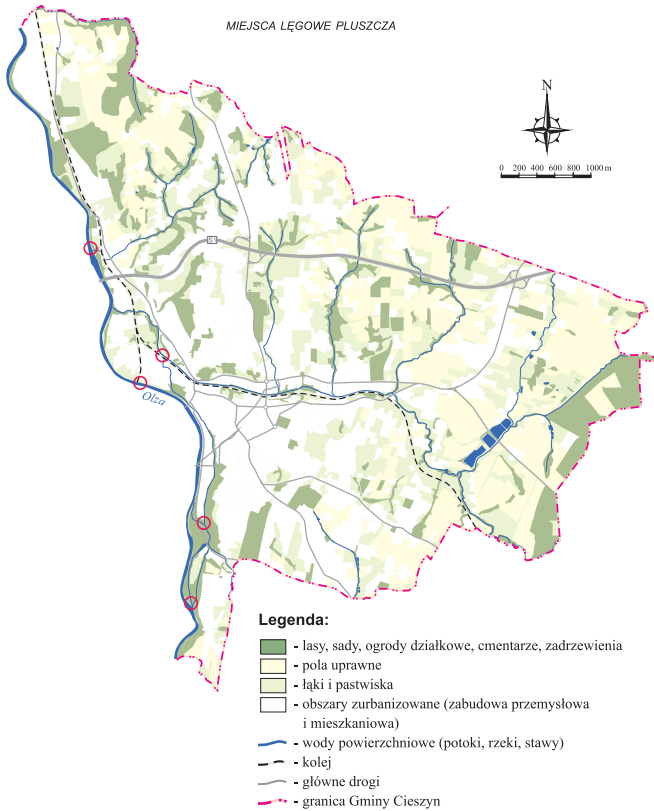 MIEJSCA LĘGOWE PLUSZCZA
N
0 200 400 600 800 1000 m
S1
Olza
Legenda:
- lasy, sady, ogrody działkowe, cmentarze, zadrzewienia
- pola uprawne
- łąki i pastwiska
- obszary zurbanizowane (zabudowa przemysłowa
i mieszkaniowa)
- wody powierzchniowe (potoki, rzeki, stawy)
- kolej
- główne drogi
- granica Gminy Cieszyn